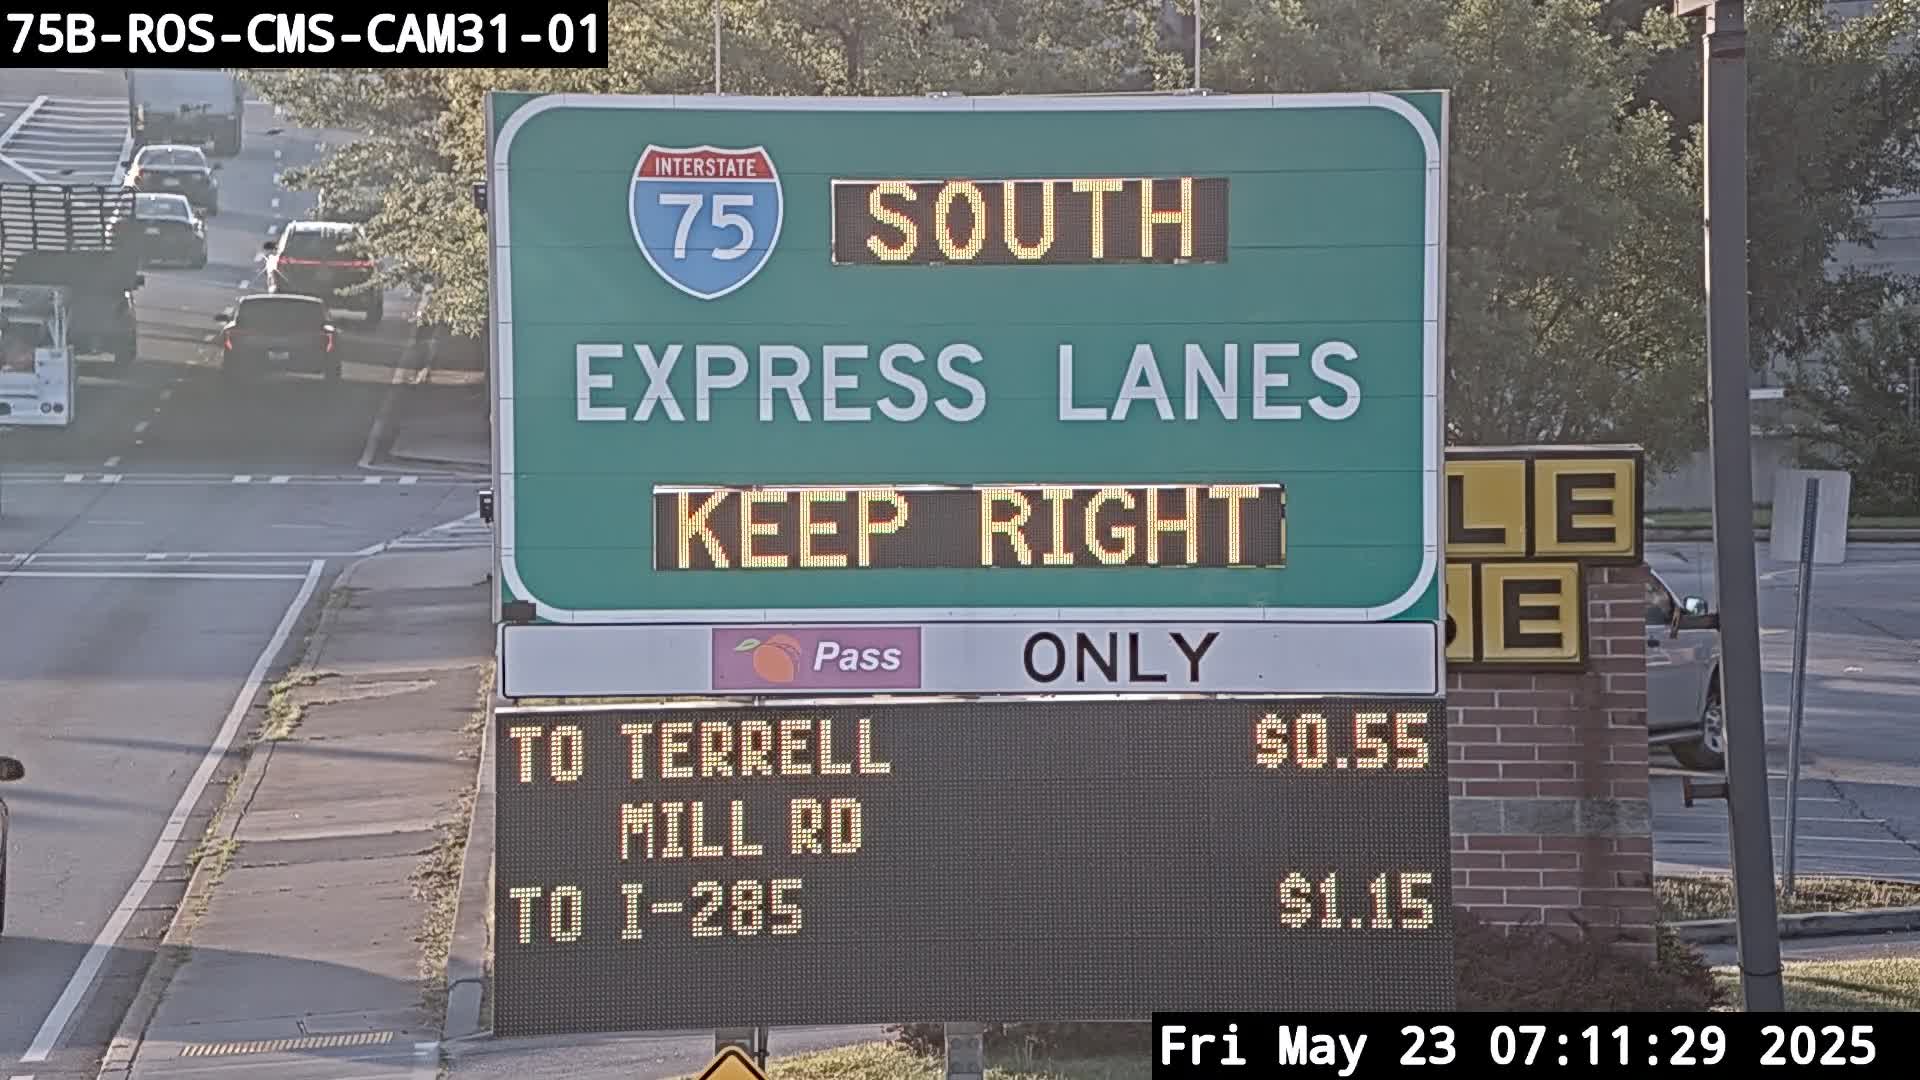 75B-ROS-CMS-CAM31-01
INTERSTATE
75
SOUTH
EXPRESS LANES
KEEP RIGHT
Pass ONLY
TO TERRELL $0.55
MILL RD
TO I-285 $1.15
LE
E
Fri May 23 07:11:29 2025